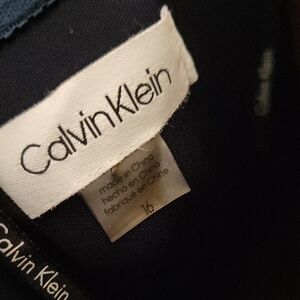 Calvin Klein
made in China
hecho en China
fabriqué en Chine
16
Calvin Klein